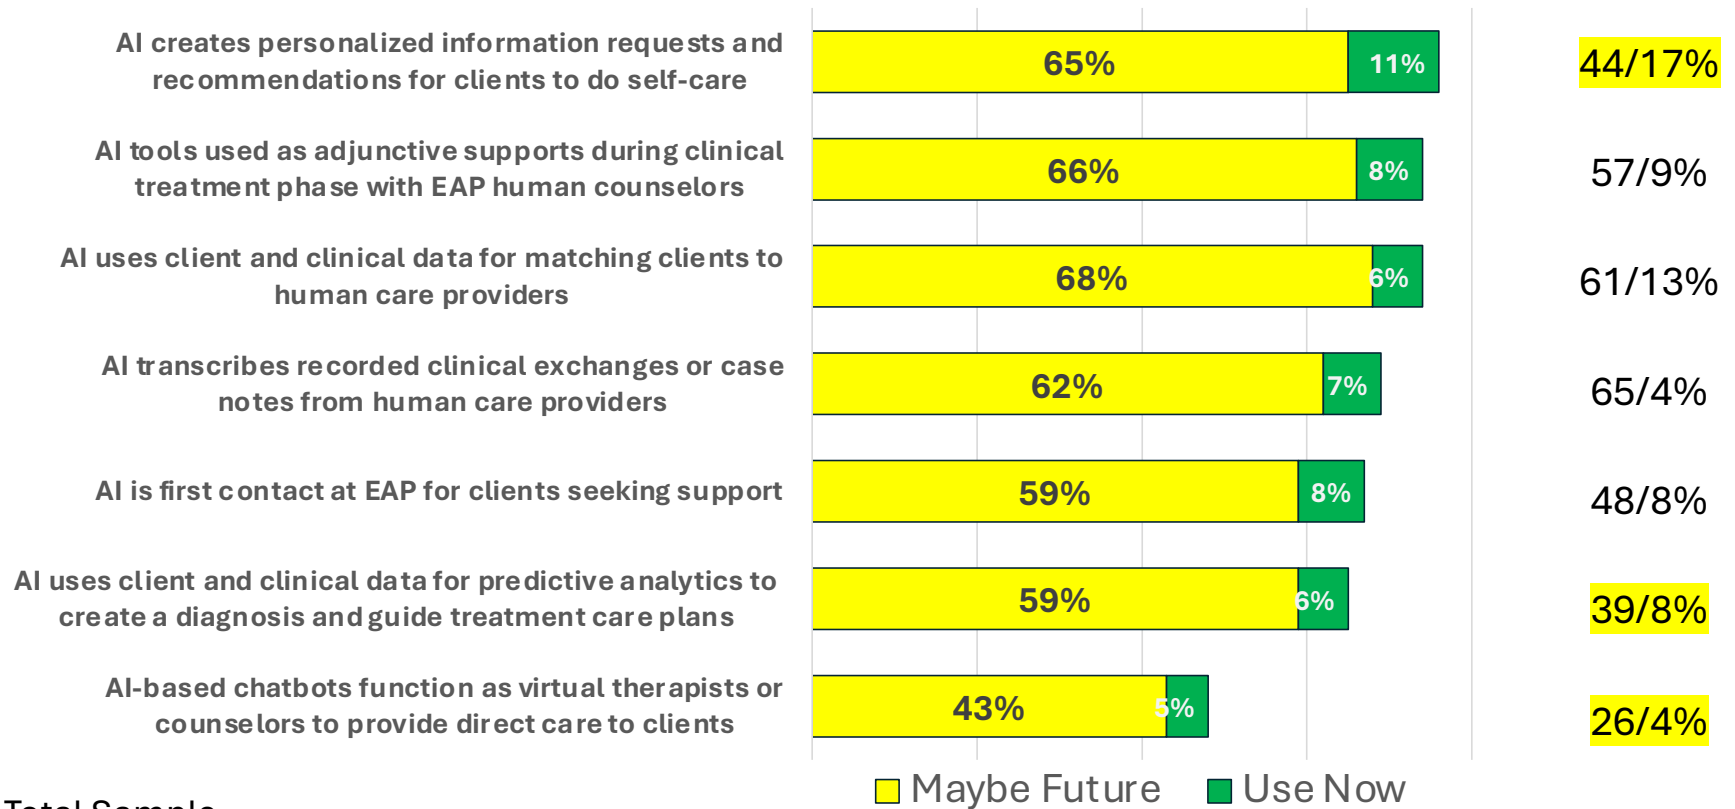 AI creates personalized information requests and
recommendations for clients to do self-care
65%
11%
44/17%
AI tools used as adjunctive supports during clinical
treatment phase with EAP human counselors
66%
8%
57/9%
AI uses client and clinical data for matching clients to
human care providers
68%
6%
61/13%
AI transcribes recorded clinical exchanges or case
notes from human care providers
62%
7%
65/4%
AI is first contact at EAP for clients seeking support
59%
8%
48/8%
AI uses client and clinical data for predictive analytics to
create a diagnosis and guide treatment care plans
59%
6%
39/8%
AI-based chatbots function as virtual therapists or
counselors to provide direct care to clients
43%
5%
26/4%
Maybe Future
Use Now
Total Sample